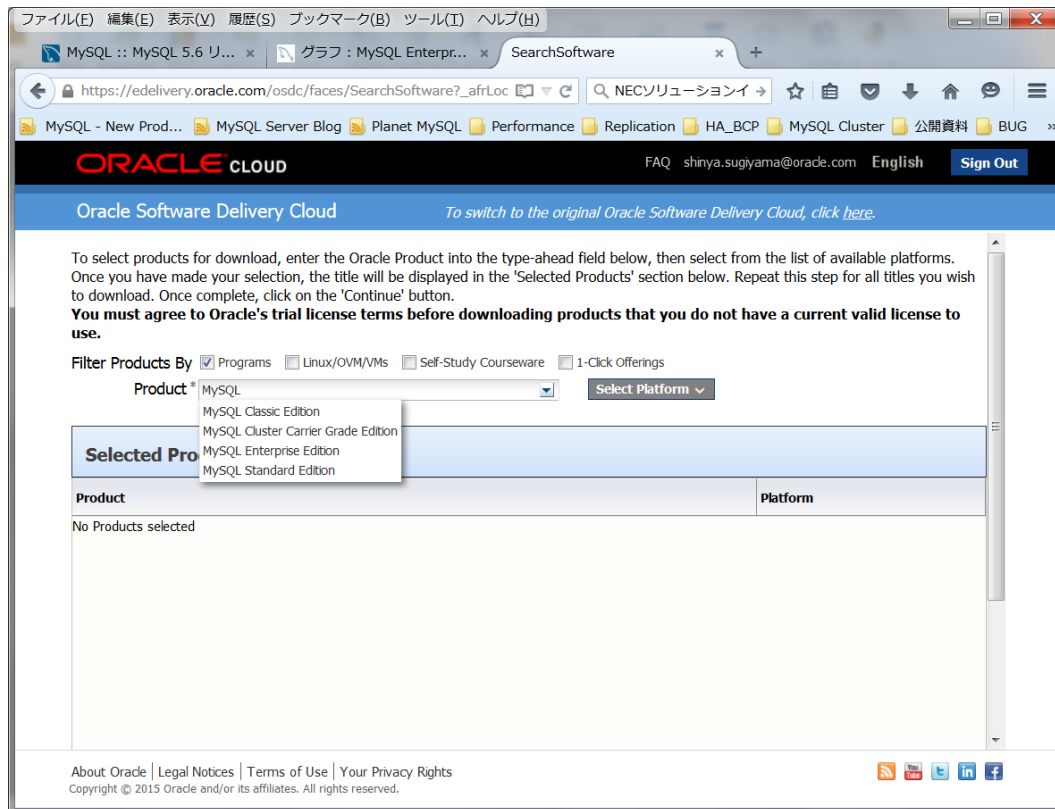 ファイル(F) 編集(E) 表示(V) 履歴(S) ブックマーク(B) ツール(T) ヘルプ(H)
MySQL :: MySQL 5.6 リ... × グラフ : MySQL Enterpr... × SearchSoftware × +
https://edelivery.oracle.com/osdc/faces/SearchSoftware?_afrLoc NECソリューションイ
MySQL - New Prod... MySQL Server Blog Planet MySQL Performance Replication HA_BCP MySQL Cluster 公開資料 BUG »
ORACLE CLOUD FAQ shinya.sugiyama@oracle.com English Sign Out
Oracle Software Delivery Cloud To switch to the original Oracle Software Delivery Cloud, click here.
To select products for download, enter the Oracle Product into the type-ahead field below, then select from the list of available platforms.
Once you have made your selection, the title will be displayed in the 'Selected Products' section below. Repeat this step for all titles you wish
to download. Once complete, click on the 'Continue' button.
You must agree to Oracle's trial license terms before downloading products that you do not have a current valid license to
use.
Filter Products By Programs Linux/OVM/VMs Self-Study Courseware 1-Click Offerings
Product * MySQL Select Platform
MySQL Classic Edition
MySQL Cluster Carrier Grade Edition
MySQL Enterprise Edition
Selected Pro
MySQL Standard Edition
Product Platform
No Products selected
About Oracle | Legal Notices | Terms of Use | Your Privacy Rights
Copyright © 2015 Oracle and/or its affiliates. All rights reserved.
You Tube